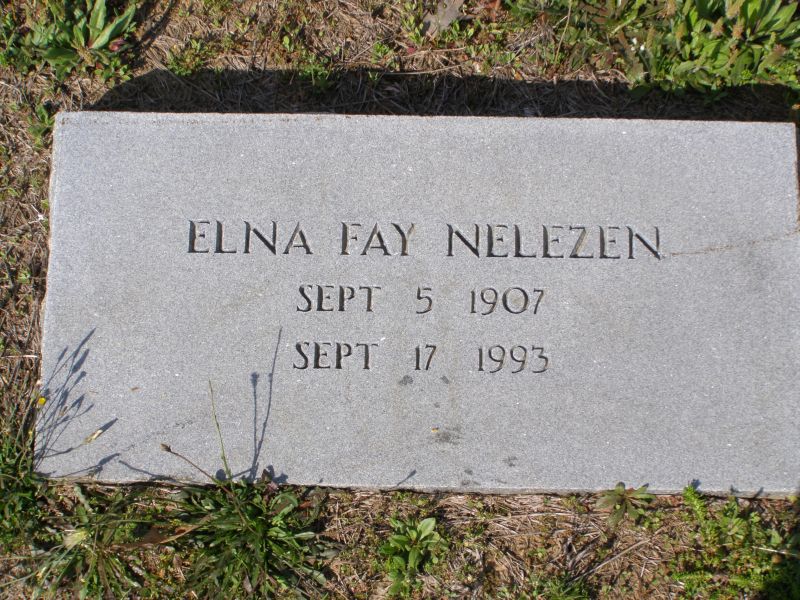 ELNA FAY NELEZEN
SEPT 5 1907
SEPT 17 1993